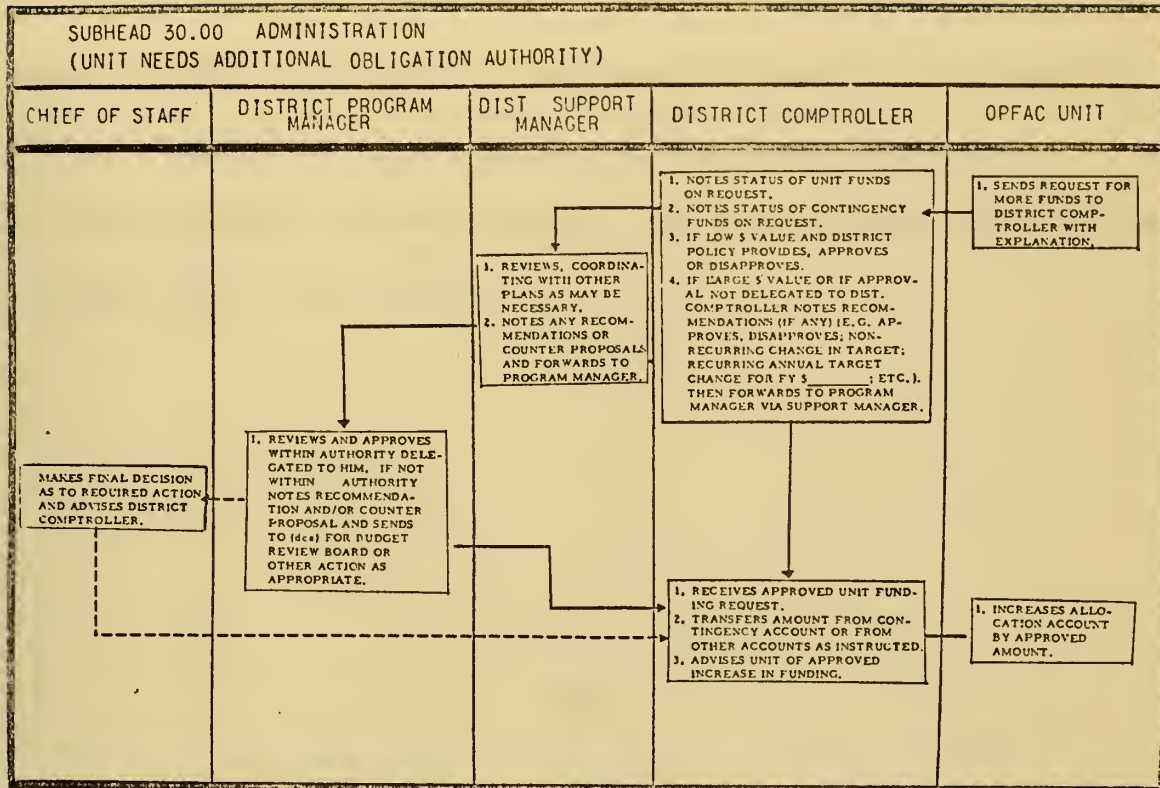 SUBHEAD 30.00 ADMINISTRATION
(UNIT NEEDS ADDITIONAL OBLIGATION AUTHORITY)
CHIEF OF STAFF
DISTRICT PROGRAM
MANAGER
DIST SUPPORT
MANAGER
DISTRICT COMPTROLLER
OPFAC UNIT
1. SENDS REQUEST FOR
MORE FUNDS TO
DISTRICT COMP-
TROLLER WITH
EXPLANATION.
1. NOTES STATUS OF UNIT FUNDS
ON REQUEST.
2. NOTES STATUS OF CONTINGENCY
FUNDS ON REQUEST.
3. IF LOW $ VALUE AND DISTRICT
POLICY PROVIDES, APPROVES
OR DISAPPROVES.
4. IF LARGE $ VALUE OR IF APPROV-
AL NOT DELEGATED TO DIST.
COMPTROLLER NOTES RECOM-
MENDATIONS (IF ANY) (E.G. AP-
PROVES, DISAPPROVES; NON-
RECURRING CHANGE IN TARGET;
RECURRING ANNUAL TARGET
CHANGE FOR FY $________; ETC.).
THEN FORWARDS TO PROGRAM
MANAGER VIA SUPPORT MANAGER.
1. REVIEWS, COORDINA-
TING WITH OTHER
PLANS AS MAY BE
NECESSARY.
2. NOTES ANY RECOM-
MENDATIONS OR
COUNTER PROPOSALS
AND FORWARDS TO
PROGRAM MANAGER.
1. REVIEWS AND APPROVES
WITHIN AUTHORITY DELE-
GATED TO HIM. IF NOT
WITHIN AUTHORITY
NOTES RECOMMENDA-
TION AND/OR COUNTER
PROPOSAL AND SENDS
TO (dcs) FOR BUDGET
REVIEW BOARD OR
OTHER ACTION AS
APPROPRIATE.
MAKES FINAL DECISION
AS TO REQUIRED ACTION
AND ADVISES DISTRICT
COMPTROLLER.
1. RECEIVES APPROVED UNIT FUND-
ING REQUEST.
2. TRANSFERS AMOUNT FROM CON-
TINGENCY ACCOUNT OR FROM
OTHER ACCOUNTS AS INSTRUCTED.
3. ADVISES UNIT OF APPROVED
INCREASE IN FUNDING.
1. INCREASES ALLO-
CATION ACCOUNT
BY APPROVED
AMOUNT.